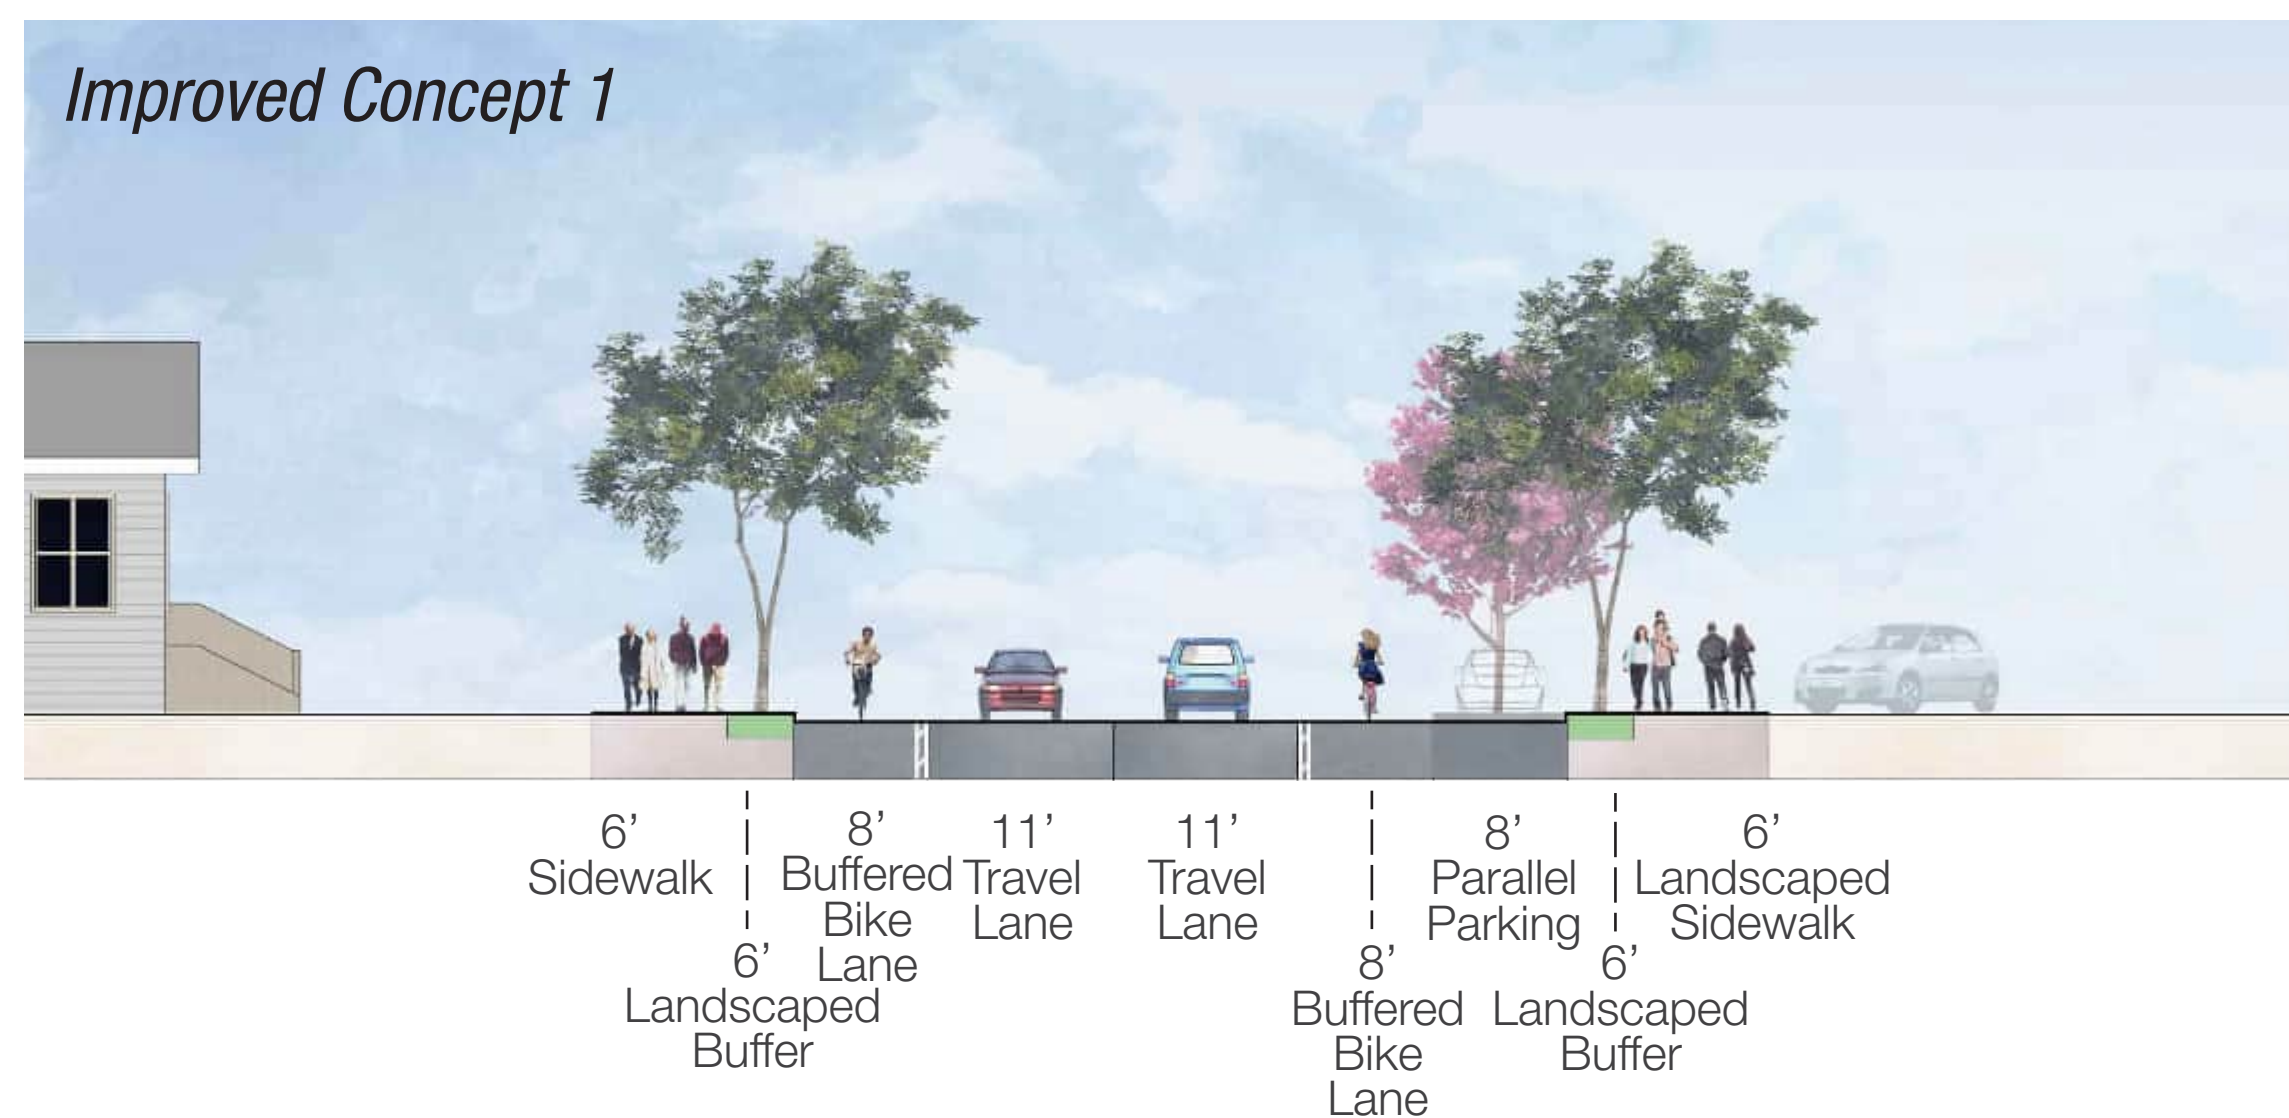 Improved Concept 1
6’
Sidewalk
6’
Landscaped
Buffer
8’
Buffered
Bike
Lane
11’
Travel
Lane
11’
Travel
Lane
8’
Buffered
Bike
Lane
8’
Parallel
Parking
6’
Landscaped
Buffer
6’
Landscaped
Sidewalk